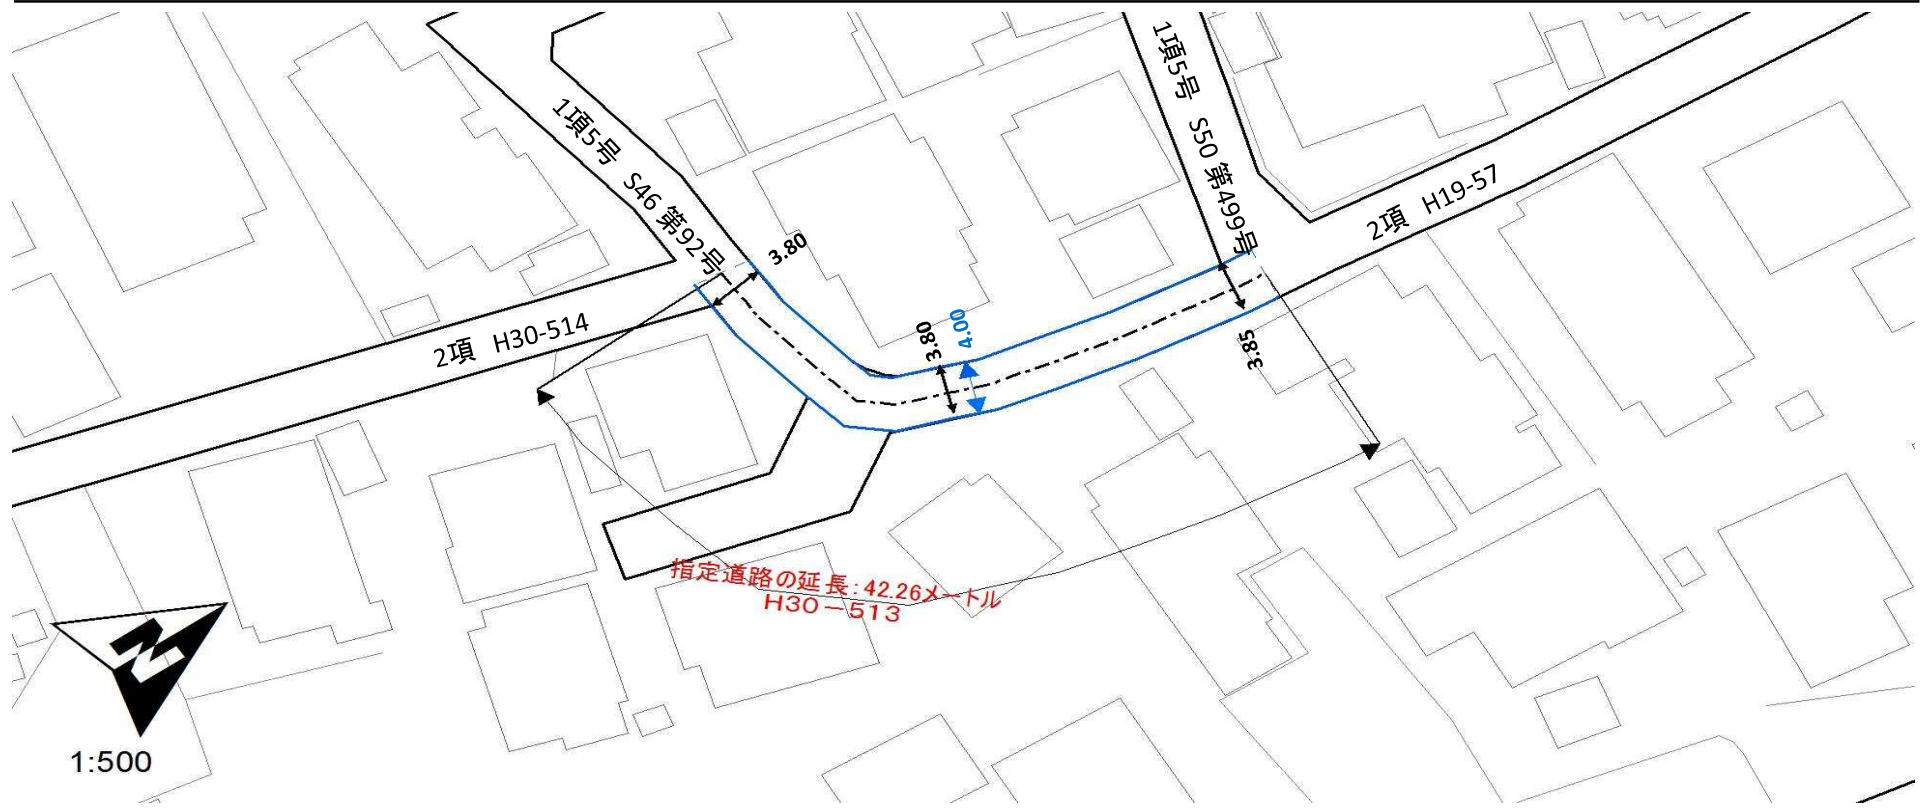 1項5号 S46 第92号
3.80
1項5号 S50 第499号
2項 H19-57
2項 H30-514
3.80
4.00
3.85
指定道路の延長:42.26メートル
H30-513
N
1:500